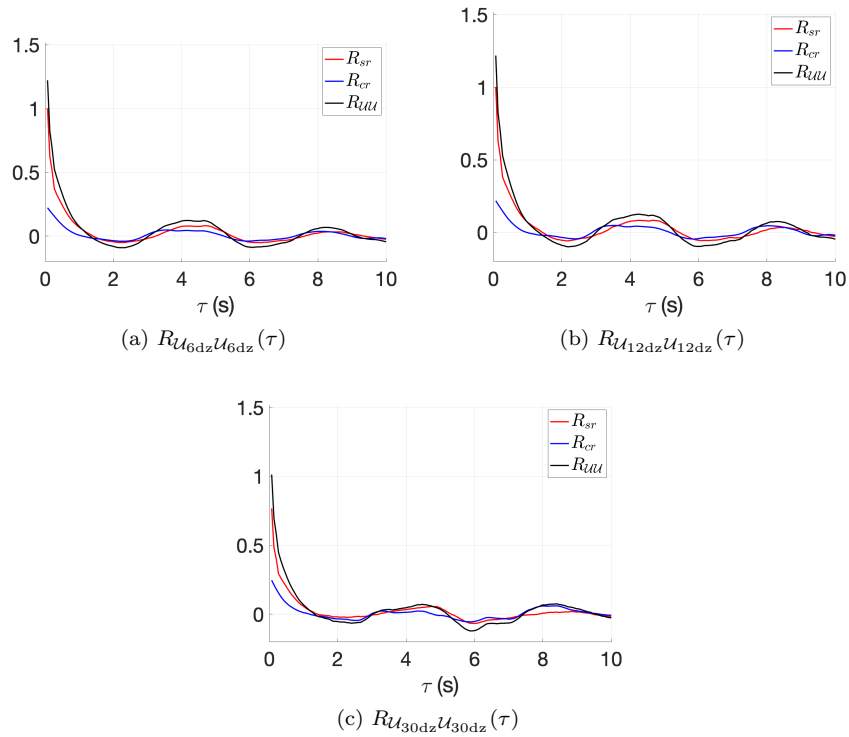 1.5
1
0.5
0
0 2 4 6 8 10
τ (s)
R_sr
R_cr
R_𝒰𝒰
(a) R_𝒰6dz𝒰6dz(τ)
1.5
1
0.5
0
0 2 4 6 8 10
τ (s)
R_sr
R_cr
R_𝒰𝒰
(b) R_𝒰12dz𝒰12dz(τ)
1.5
1
0.5
0
0 2 4 6 8 10
τ (s)
R_sr
R_cr
R_𝒰𝒰
(c) R_𝒰30dz𝒰30dz(τ)